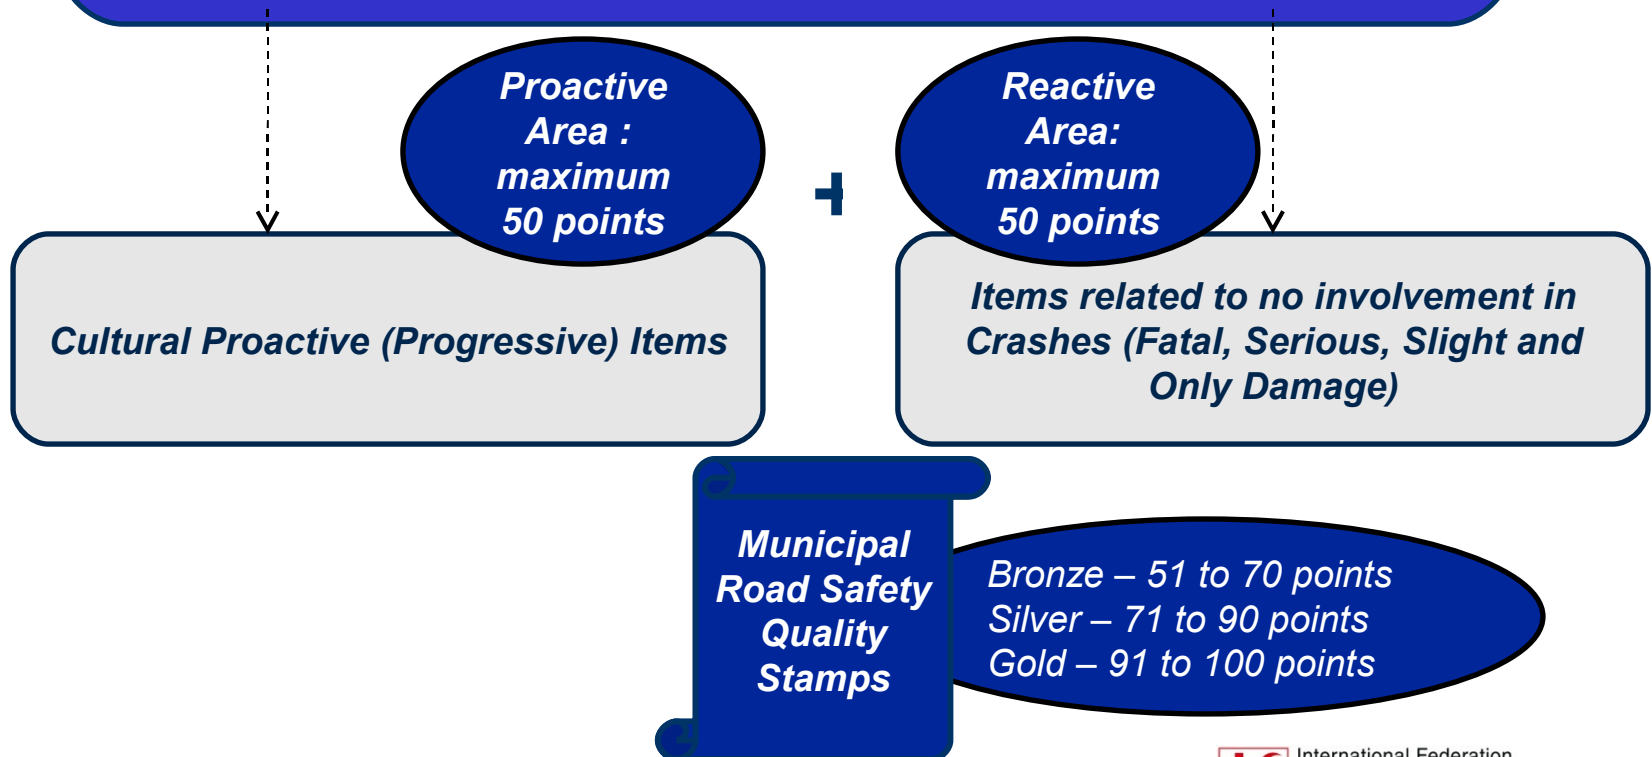 Proactive
Area :
maximum
50 points
+
Reactive
Area:
maximum
50 points
Cultural Proactive (Progressive) Items
Items related to no involvement in
Crashes (Fatal, Serious, Slight and
Only Damage)
Municipal
Road Safety
Quality
Stamps
Bronze – 51 to 70 points
Silver – 71 to 90 points
Gold – 91 to 100 points
International Federation